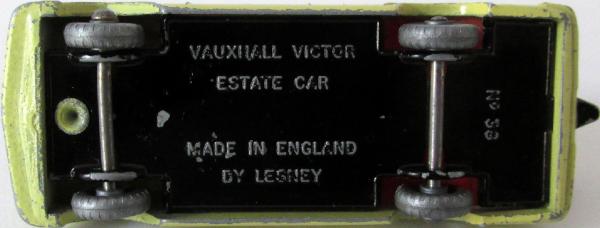 VAUXHALL VICTOR
ESTATE CAR
MADE IN ENGLAND
BY LESNEY
No 38